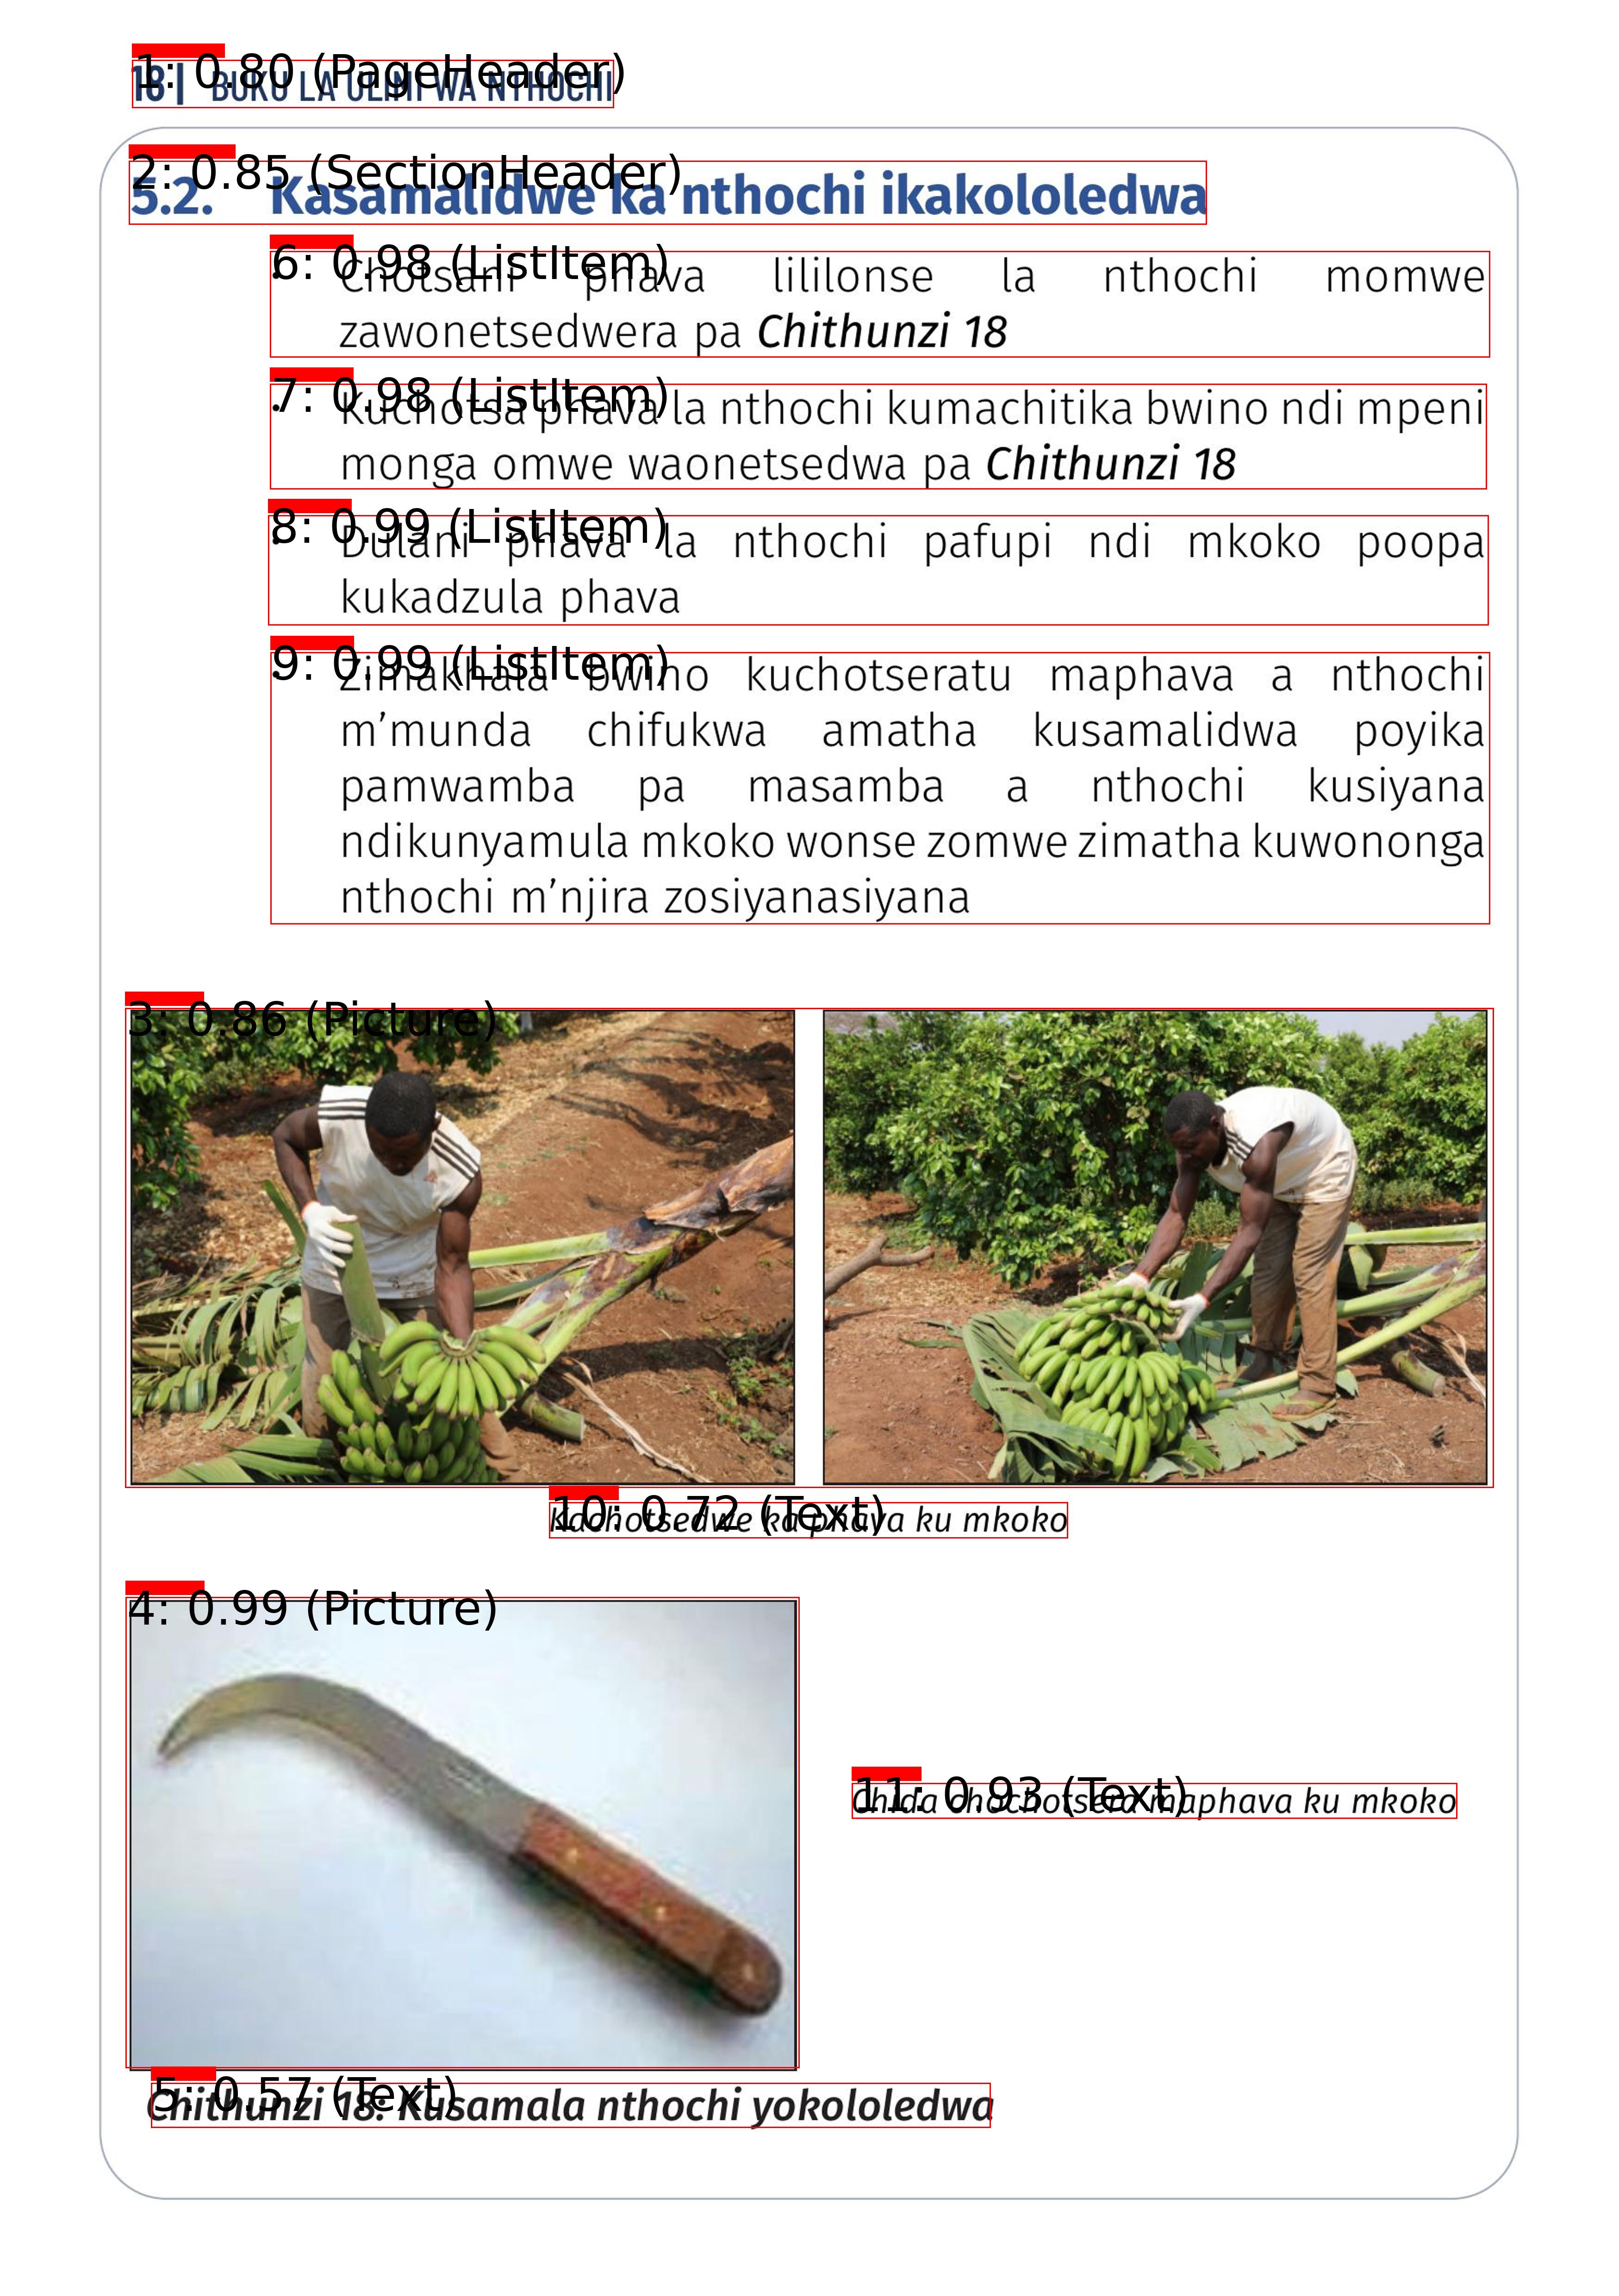 1: 0.80 (PageHeader)
18 | BUKU LA ULIMI WA NTHOCHI
2: 0.85 (SectionHeader)
5.2. Kasamalidwe ka nthochi ikakololedwa
6: 0.98 (ListItem)
Chotsani phava lililonse la nthochi momwe
zawonetsedwera pa Chithunzi 18
7: 0.98 (ListItem)
Kuchotsa phava la nthochi kumachitika bwino ndi mpeni
monga omwe waonetsedwa pa Chithunzi 18
8: 0.99 (ListItem)
Dulani phava la nthochi pafupi ndi mkoko poopa
kukadzula phava
9: 0.99 (ListItem)
Zimakhala bwino kuchotseratu maphava a nthochi
m’munda chifukwa amatha kusamalidwa poyika
pamwamba pa masamba a nthochi kusiyana
ndikunyamula mkoko wonse zomwe zimatha kuwononga
nthochi m’njira zosiyanasiyana
3: 0.86 (Picture)
10: 0.72 (Text)
Kachotsedwe ka phava ku mkoko
4: 0.99 (Picture)
11: 0.93 (Text)
Chida chochotsera maphava ku mkoko
5: 0.57 (Text)
Chithunzi 18: Kusamala nthochi yokololedwa